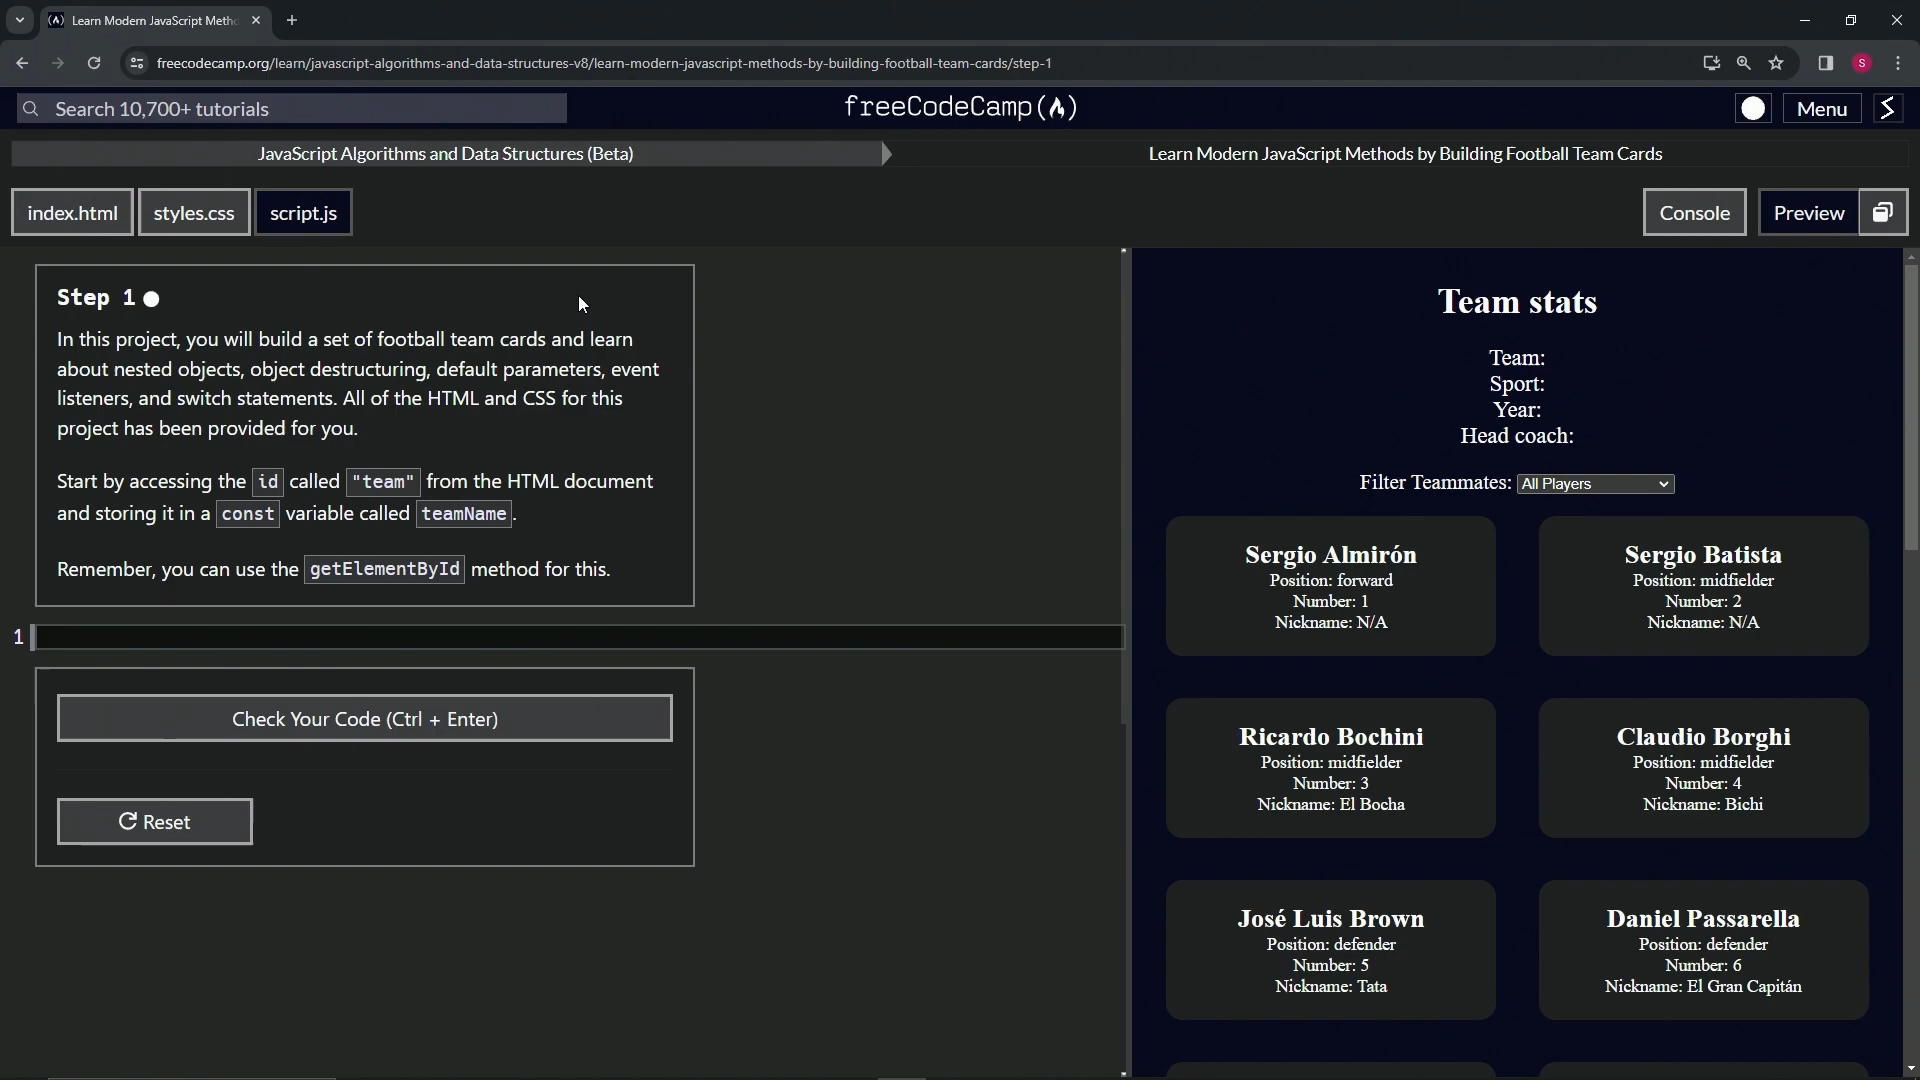 Learn Modern JavaScript Meth
freecodecamp.org/learn/javascript-algorithms-and-data-structures-v8/learn-modern-javascript-methods-by-building-football-team-cards/step-1
S
Search 10,700+ tutorials
freeCodeCamp(🔥)
Menu
JavaScript Algorithms and Data Structures (Beta)
Learn Modern JavaScript Methods by Building Football Team Cards
index.html
styles.css
script.js
Console
Preview
Step 1
In this project, you will build a set of football team cards and learn
about nested objects, object destructuring, default parameters, event
listeners, and switch statements. All of the HTML and CSS for this
project has been provided for you.
Start by accessing the id called "team" from the HTML document
and storing it in a const variable called teamName.
Remember, you can use the getElementById method for this.
1
Check Your Code (Ctrl + Enter)
Reset
Team stats
Team:
Sport:
Year:
Head coach:
Filter Teammates: All Players
Sergio Almirón
Position: forward
Number: 1
Nickname: N/A
Sergio Batista
Position: midfielder
Number: 2
Nickname: N/A
Ricardo Bochini
Position: midfielder
Number: 3
Nickname: El Bocha
Claudio Borghi
Position: midfielder
Number: 4
Nickname: Bichi
José Luis Brown
Position: defender
Number: 5
Nickname: Tata
Daniel Passarella
Position: defender
Number: 6
Nickname: El Gran Capitán